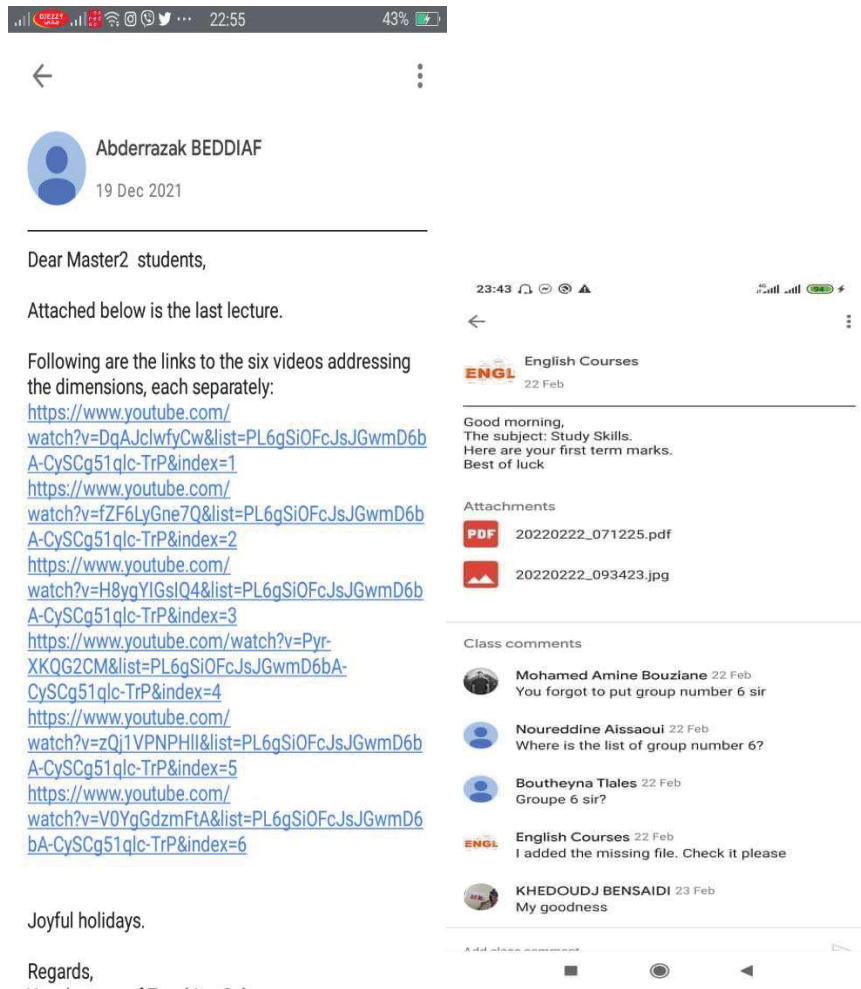 22:55
43%
Abderrazak BEDDIAF
19 Dec 2021
Dear Master2 students,
Attached below is the last lecture.
Following are the links to the six videos addressing
the dimensions, each separately:
https://www.youtube.com/
watch?v=DqAJclwfyCw&list=PL6gSiOFcJsJGwmD6b
A-CySCg51qlc-TrP&index=1
https://www.youtube.com/
watch?v=fZF6LyGne7Q&list=PL6gSiOFcJsJGwmD6b
A-CySCg51qlc-TrP&index=2
https://www.youtube.com/
watch?v=H8ygYIGsIQ4&list=PL6gSiOFcJsJGwmD6b
A-CySCg51qlc-TrP&index=3
https://www.youtube.com/watch?v=Pyr-
XKQG2CM&list=PL6gSiOFcJsJGwmD6bA-
CySCg51qlc-TrP&index=4
https://www.youtube.com/
watch?v=zQj1VPNPHlI&list=PL6gSiOFcJsJGwmD6b
A-CySCg51qlc-TrP&index=5
https://www.youtube.com/
watch?v=V0YgGdzmFtA&list=PL6gSiOFcJsJGwmD6
bA-CySCg51qlc-TrP&index=6
Joyful holidays.
Regards,
23:43
4G
94
ENGL
English Courses
22 Feb
Good morning,
The subject: Study Skills.
Here are your first term marks.
Best of luck
Attachments
PDF 20220222_071225.pdf
20220222_093423.jpg
Class comments
Mohamed Amine Bouziane 22 Feb
You forgot to put group number 6 sir
Noureddine Aissaoui 22 Feb
Where is the list of group number 6?
Boutheyna Tlales 22 Feb
Groupe 6 sir?
ENGL
English Courses 22 Feb
I added the missing file. Check it please
KHEDOUDJ BENSAIDI 23 Feb
My goodness
Add class comment